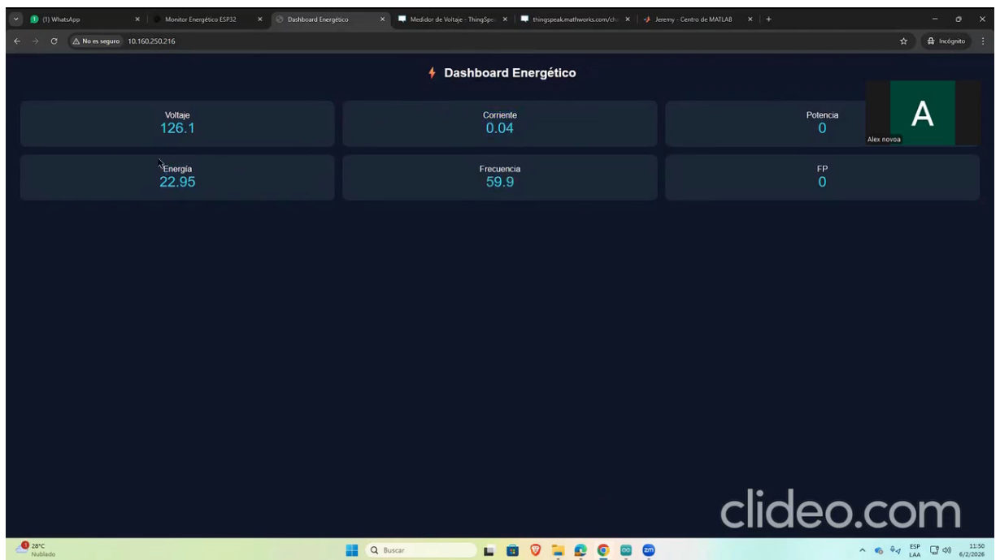 (1) WhatsApp
Monitor Energético ESP32
Dashboard Energético
Medidor de Voltaje - ThingSpe
thingspeak.mathworks.com/ch
Jeremy - Centro de MATLAB
No es seguro
10.160.250.216
Incógnito
Dashboard Energético
Voltaje
126.1
Corriente
0.04
Potencia
0
A
Alex novoa
Energía
22.95
Frecuencia
59.9
FP
0
clideo.com
1
28°C
Nublado
Buscar
zm
ESP
LAA
11:50
6/2/2026